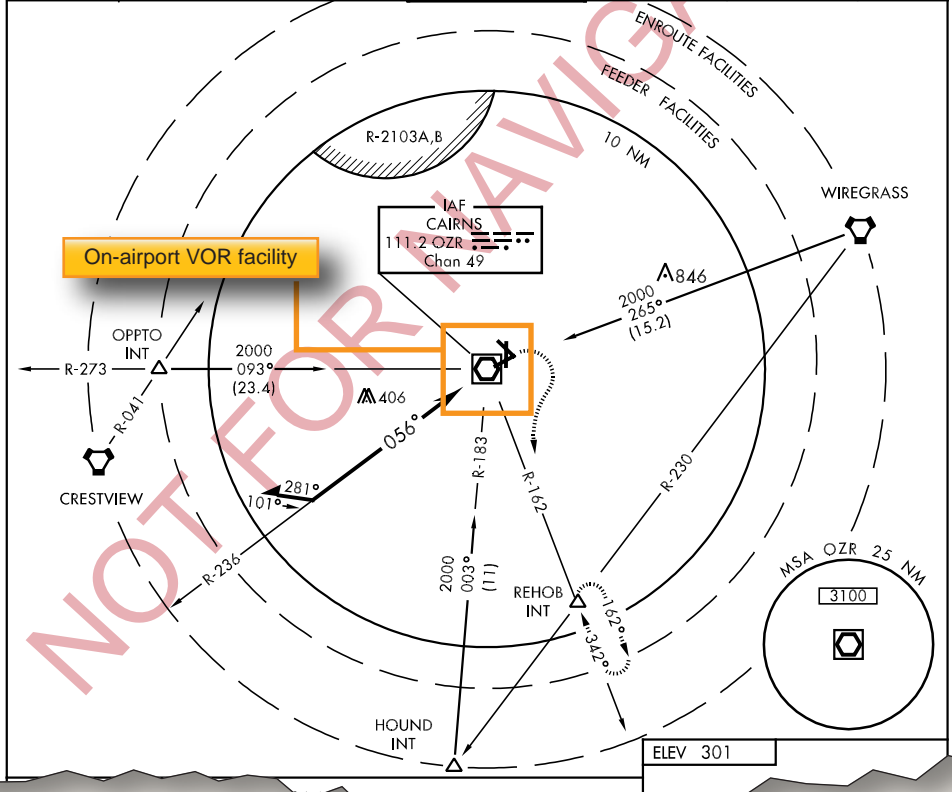 ENROUTE FACILITIES
FEEDER FACILITIES
10 NM
R-2103A,B
WIREGRASS
IAF
CAIRNS
111.2 OZR
Chan 49
On-airport VOR facility
846
2000
265°
(15.2)
OPPTO
INT
R-273
2000
093°
(23.4)
406
R-041
056°
CRESTVIEW
281°
101°
R-183
R-162
R-230
R-236
2000
003°
(11)
REHOB
INT
162°
342°
MSA OZR 25 NM
3100
HOUND
INT
ELEV 301
NOT FOR NAVIGA